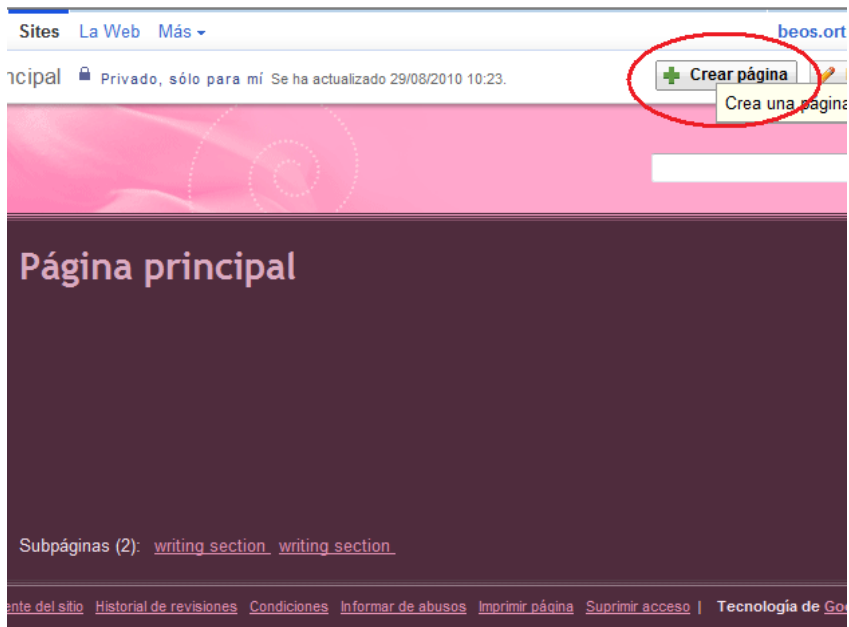 Sites La Web Más beos.ort
ncipal Privado, sólo para mí Se ha actualizado 29/08/2010 10:23. Crear página
Crea una página
Página principal
Subpáginas (2): writing section writing section
ente del sitio Historial de revisiones Condiciones Informar de abusos Imprimir página Suprimir acceso | Tecnología de Goo